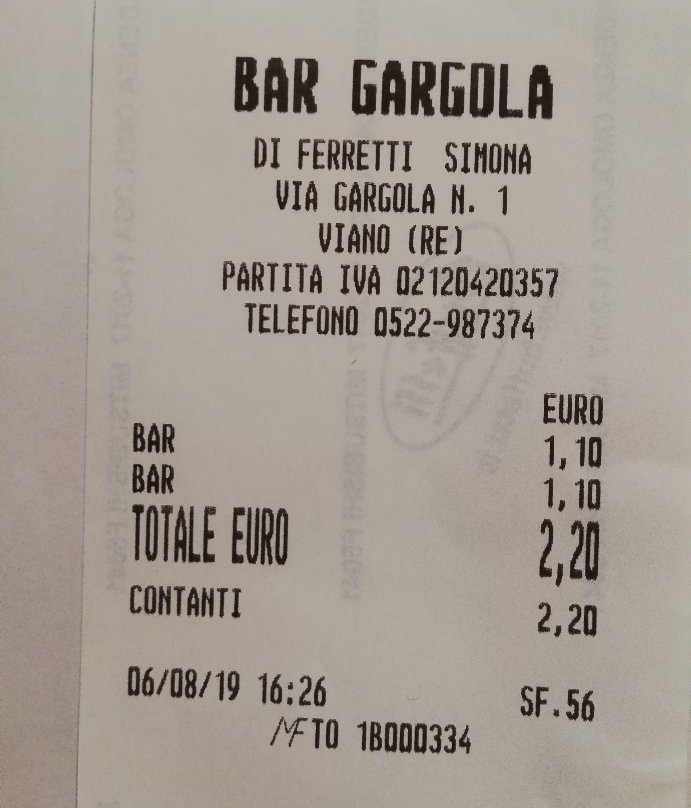 BAR GARGOLA
DI FERRETTI SIMONA
VIA GARGOLA N. 1
VIANO (RE)
PARTITA IVA 02120420357
TELEFONO 0522-987374
EURO
BAR 1,10
BAR 1,10
TOTALE EURO 2,20
CONTANTI 2,20
06/08/19 16:26 SF.56
MF TO 1B000334